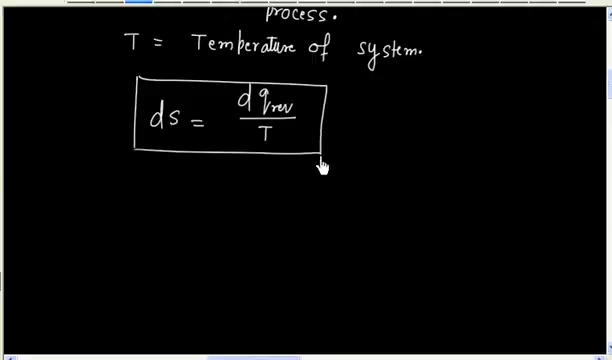 process.
T = Temperature of system.
ds = dq_rev / T